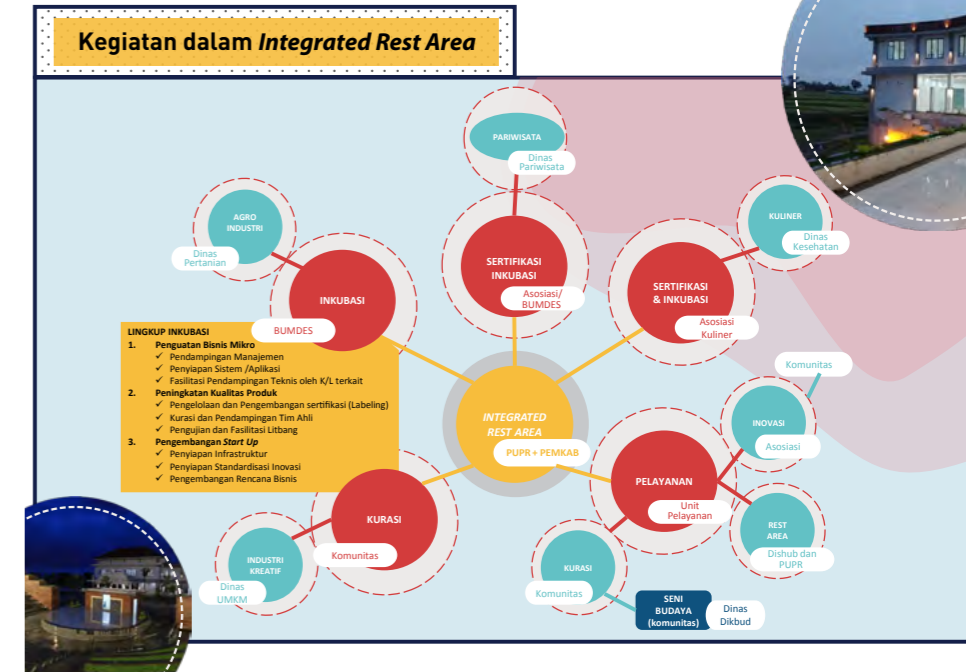 Kegiatan dalam Integrated Rest Area
PARIWISATA
Dinas
Pariwisata
AGRO
INDUSTRI
Dinas
Pertanian
KULINER
Dinas
Kesehatan
SERTIFIKASI
INKUBASI
Asosiasi/
BUMDES
INKUBASI
BUMDES
SERTIFIKASI
& INKUBASI
Asosiasi
Kuliner
LINGKUP INKUBASI
1. Penguatan Bisnis Mikro
✓ Pendampingan Manajemen
✓ Penyiapan Sistem /Aplikasi
✓ Fasilitasi Pendampingan Teknis oleh K/L terkait
2. Peningkatan Kualitas Produk
✓ Pengelolaan dan Pengembangan sertifikasi (Labeling)
✓ Kurasi dan Pendampingan Tim Ahli
✓ Pengujian dan Fasilitasi Litbang
3. Pengembangan Start Up
✓ Penyiapan Infrastruktur
✓ Penyiapan Standardisasi Inovasi
✓ Pengembangan Rencana Bisnis
INTEGRATED
REST AREA
PUPR + PEMKAB
Komunitas
INOVASI
Asosiasi
PELAYANAN
Unit
Pelayanan
REST
AREA
Dishub dan
PUPR
KURASI
Komunitas
INDUSTRI
KREATIF
Dinas
UMKM
KURASI
Komunitas
SENI
BUDAYA
(komunitas)
Dinas
Dikbud